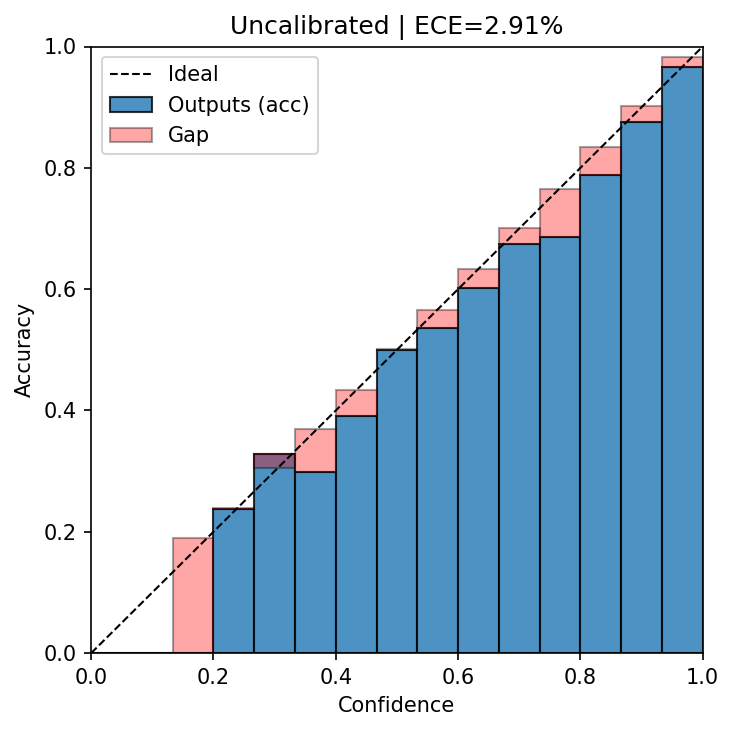 Uncalibrated | ECE=2.91%
Ideal
Outputs (acc)
Gap
1.0
0.8
0.6
0.4
0.2
0.0
Accuracy
0.0 0.2 0.4 0.6 0.8 1.0
Confidence